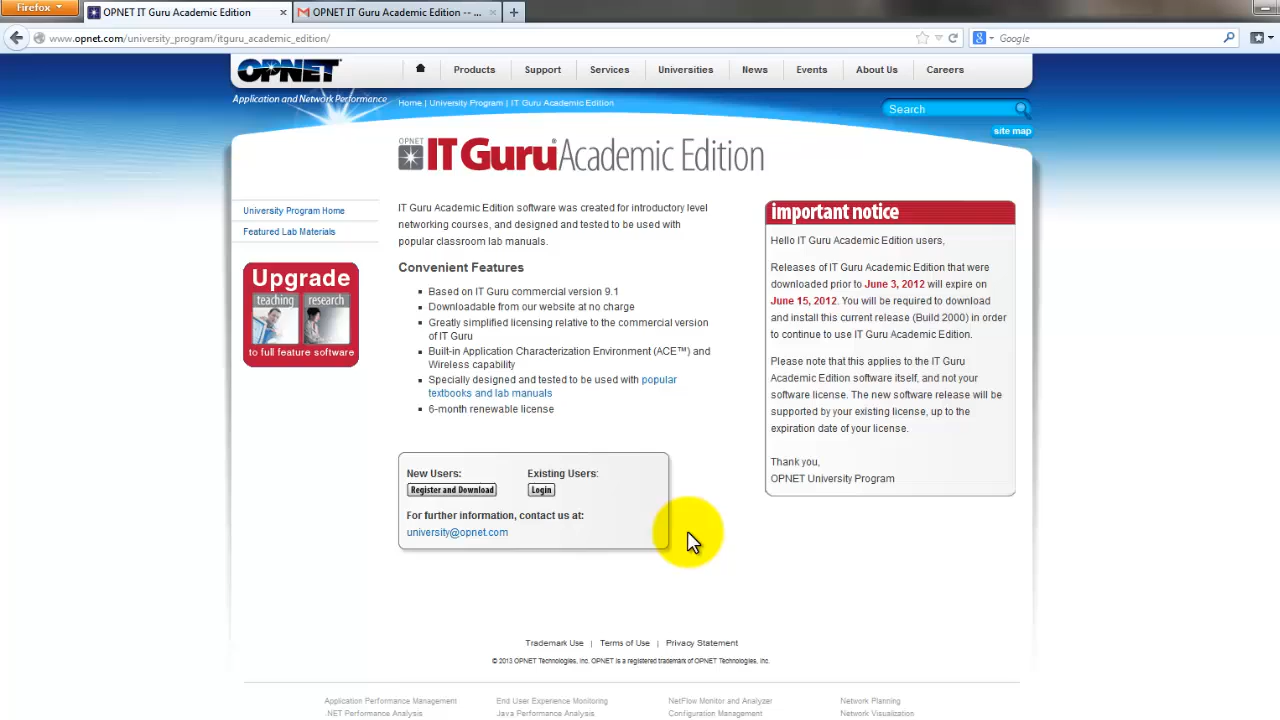 Firefox
OPNET IT Guru Academic Edition
OPNET IT Guru Academic Edition -- ...
www.opnet.com/university_program/itguru_academic_edition/
Google
OPNET
Products
Support
Services
Universities
News
Events
About Us
Careers
Application and Network Performance
Home | University Program | IT Guru Academic Edition
Search
site map
OPNET
IT Guru® Academic Edition
University Program Home
Featured Lab Materials
Upgrade
teaching
research
to full feature software
IT Guru Academic Edition software was created for introductory level
networking courses, and designed and tested to be used with
popular classroom lab manuals.
Convenient Features
Based on IT Guru commercial version 9.1
Downloadable from our website at no charge
Greatly simplified licensing relative to the commercial version
of IT Guru
Built-in Application Characterization Environment (ACE™) and
Wireless capability
Specially designed and tested to be used with popular
textbooks and lab manuals
6-month renewable license
New Users:
Existing Users:
Register and Download
Login
For further information, contact us at:
university@opnet.com
important notice
Hello IT Guru Academic Edition users,
Releases of IT Guru Academic Edition that were
downloaded prior to June 3, 2012 will expire on
June 15, 2012. You will be required to download
and install this current release (Build 2000) in order
to continue to use IT Guru Academic Edition.
Please note that this applies to the IT Guru
Academic Edition software itself, and not your
software license. The new software release will be
supported by your existing license, up to the
expiration date of your license.
Thank you,
OPNET University Program
Trademark Use | Terms of Use | Privacy Statement
© 2013 OPNET Technologies, Inc. OPNET is a registered trademark of OPNET Technologies, Inc.
Application Performance Management
End User Experience Monitoring
NetFlow Monitor and Analyzer
Network Planning
.NET Performance Analysis
Java Performance Analysis
Configuration Management
Network Visualization